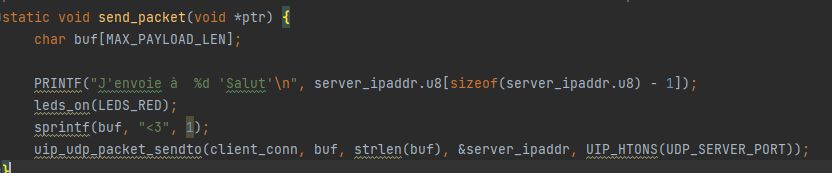 static void send_packet(void *ptr) {
char buf[MAX_PAYLOAD_LEN];
PRINTF("J'envoie à  %d 'Salut'\n", server_ipaddr.u8[sizeof(server_ipaddr.u8) - 1]);
leds_on(LEDS_RED);
sprintf(buf, "<3", 1);
uip_udp_packet_sendto(client_conn, buf, strlen(buf), &server_ipaddr, UIP_HTONS(UDP_SERVER_PORT));
}